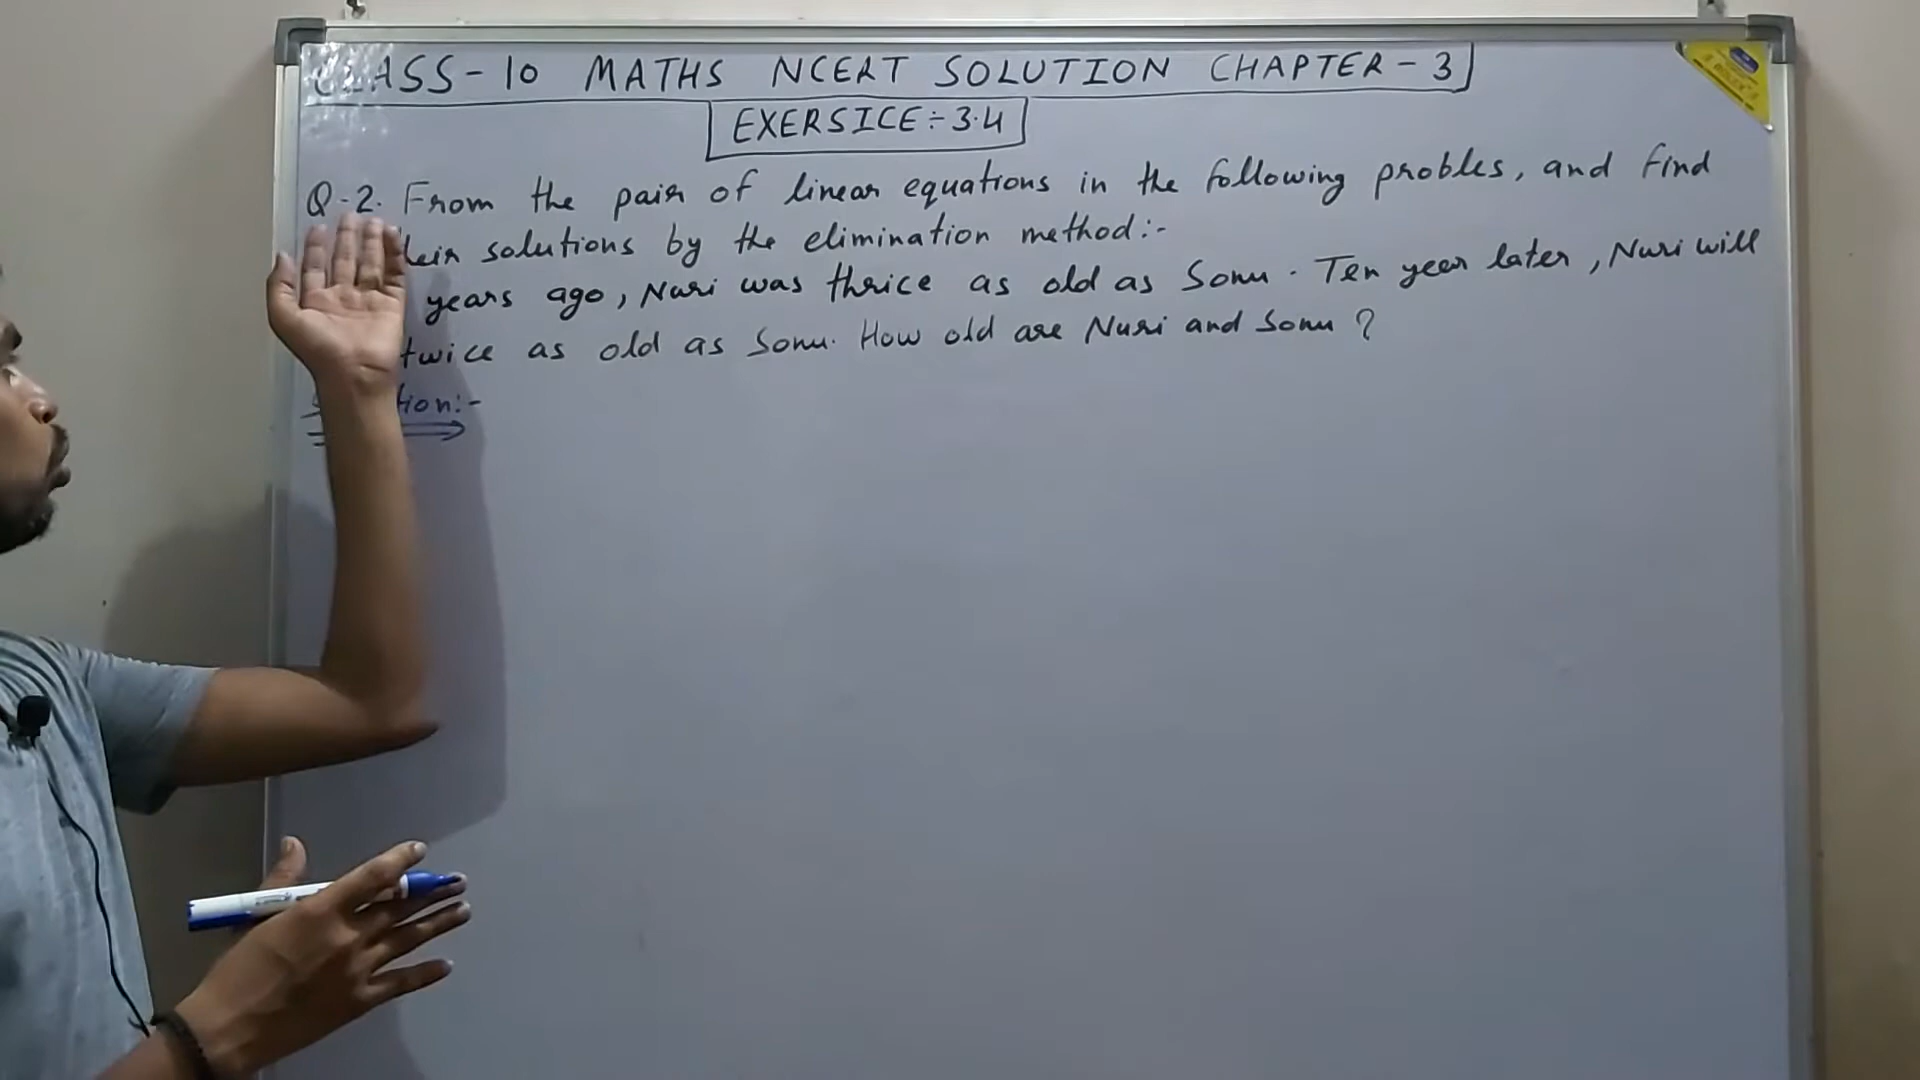 CLASS-10 MATHS NCERT SOLUTION CHAPTER-3
EXERSICE÷3.4
Q-2. From the pair of linear equations in the following probles, and find
solutions by the elimination method:-
years ago, Nuri was thrice as old as Sonu. Ten year later, Nuri will
twice as old as Sonu. How old are Nuri and Sonu ?